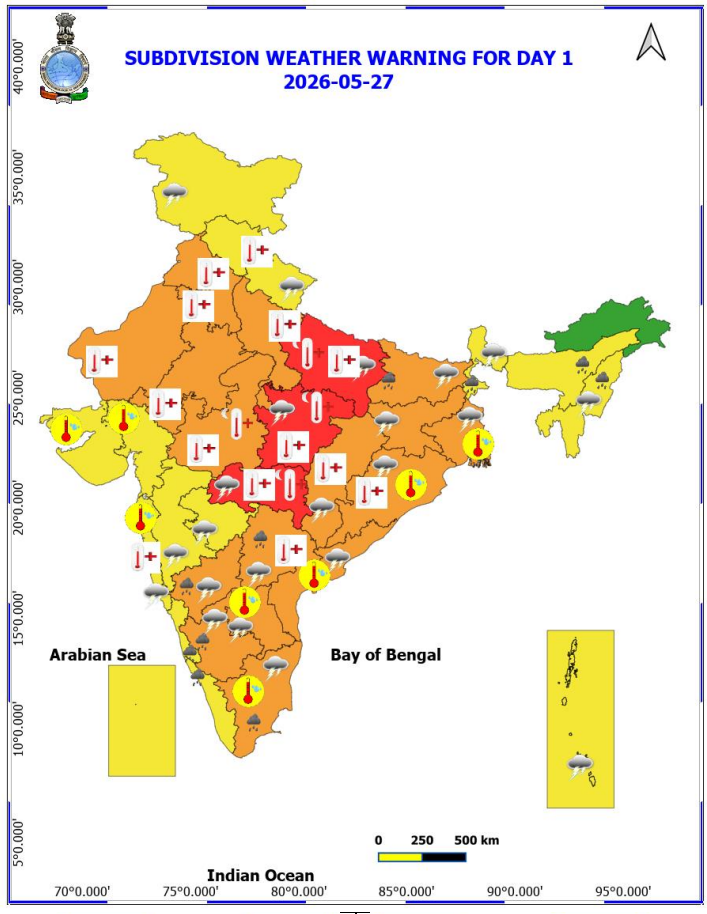 SUBDIVISION WEATHER WARNING FOR DAY 1
2026-05-27
40°0.000'
35°0.000'
30°0.000'
25°0.000'
20°0.000'
15°0.000'
10°0.000'
5°0.000'
Arabian Sea
Bay of Bengal
0 250 500 km
Indian Ocean
70°0.000' 75°0.000' 80°0.000' 85°0.000' 90°0.000' 95°0.000'